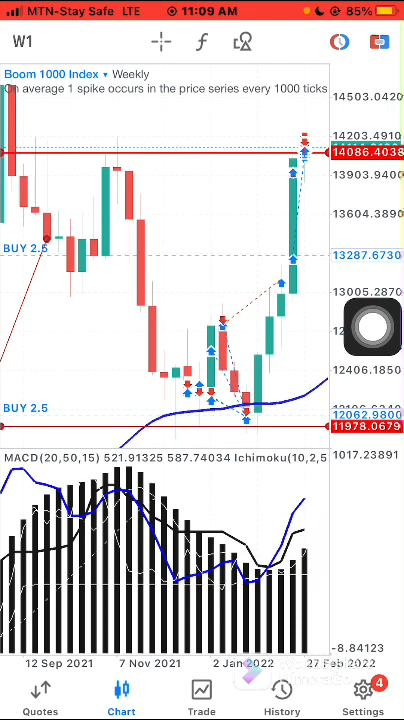 MTN-Stay Safe LTE 11:09 AM 85%
W1
Boom 1000 Index Weekly
On average 1 spike occurs in the price series every 1000 ticks
14503.0420
14203.4910
14086.4038
13903.9440
13604.3890
BUY 2.5
13287.6730
13005.2870
12406.1850
BUY 2.5
12062.9800
11978.0679
MACD(20,50,15) 521.91325 587.74034 Ichimoku(10,2,5
1017.23891
-8.84123
12 Sep 2021 7 Nov 2021 2 Jan 2022 27 Feb 2022
4
Quotes Chart Trade History Settings